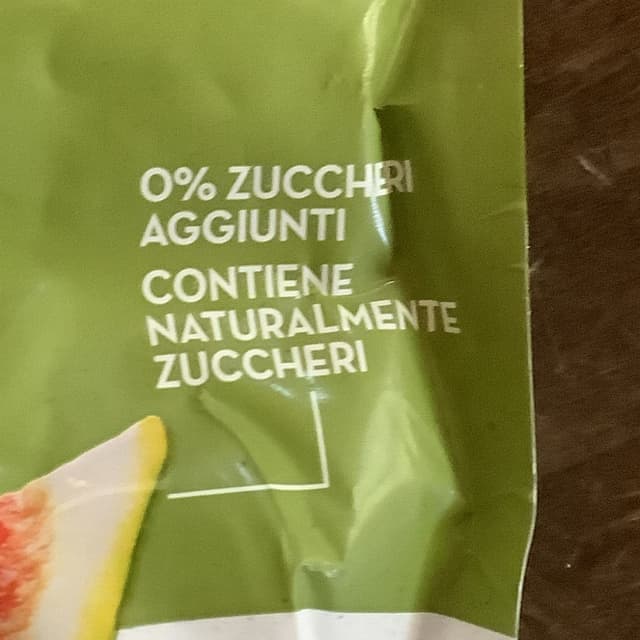 0% ZUCCHERI
AGGIUNTI
CONTIENE
NATURALMENTE
ZUCCHERI